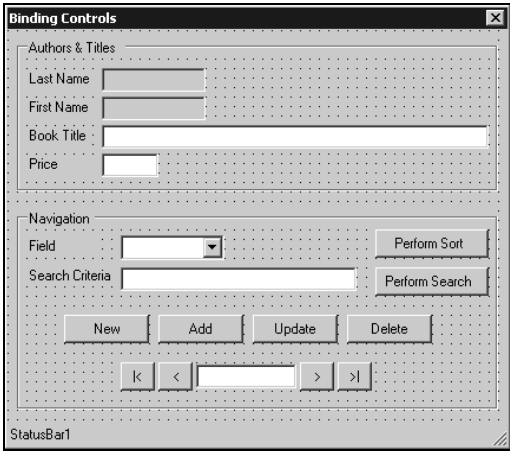 Binding Controls
Authors & Titles
Last Name
First Name
Book Title
Price
Navigation
Field
Perform Sort
Search Criteria
Perform Search
New Add Update Delete
|< < > >|
StatusBar1